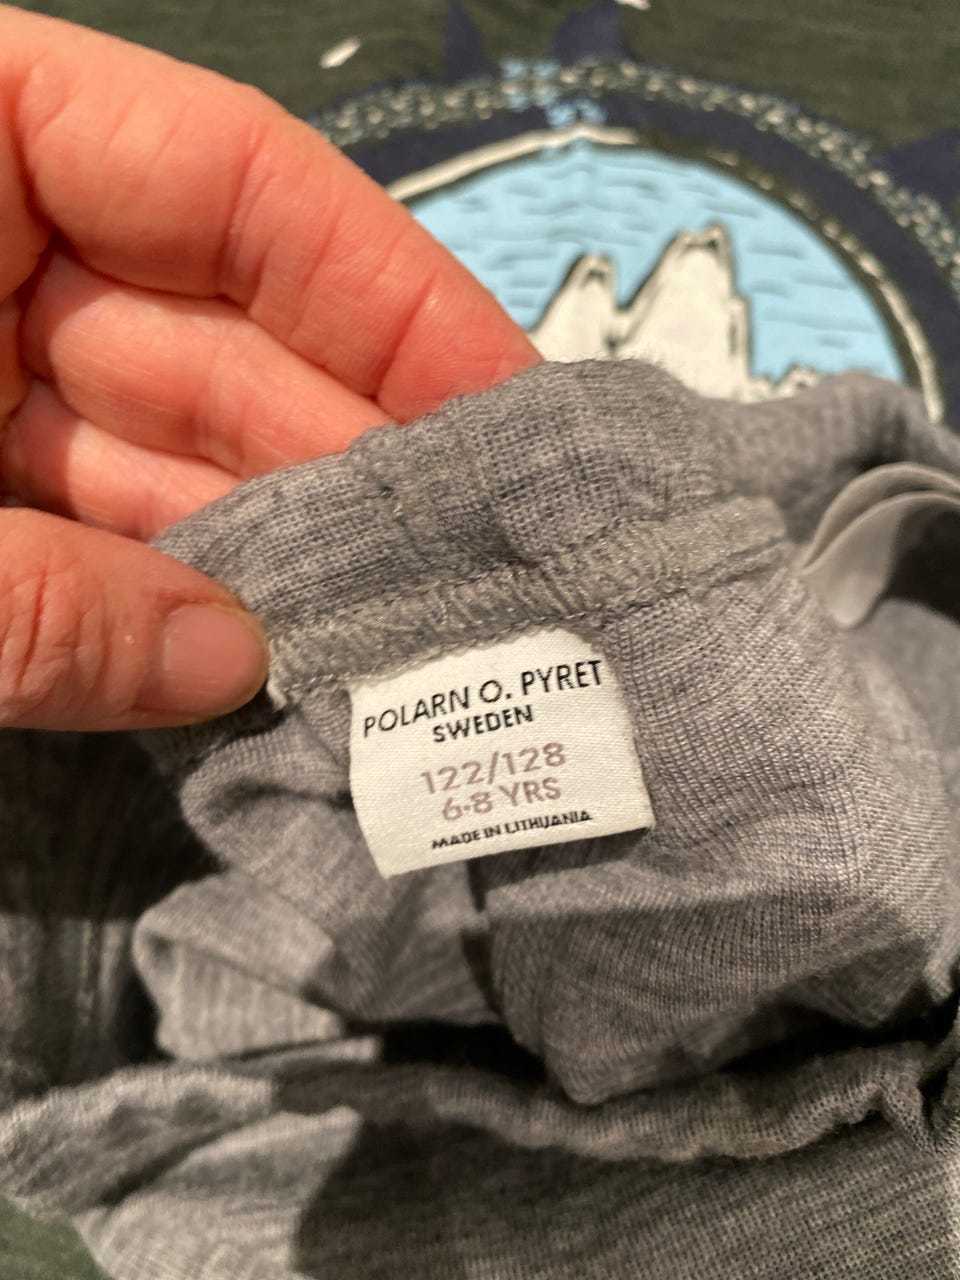 POLARN O. PYRET
SWEDEN
122/128
6-8 YRS
MADE IN LITHUANIA